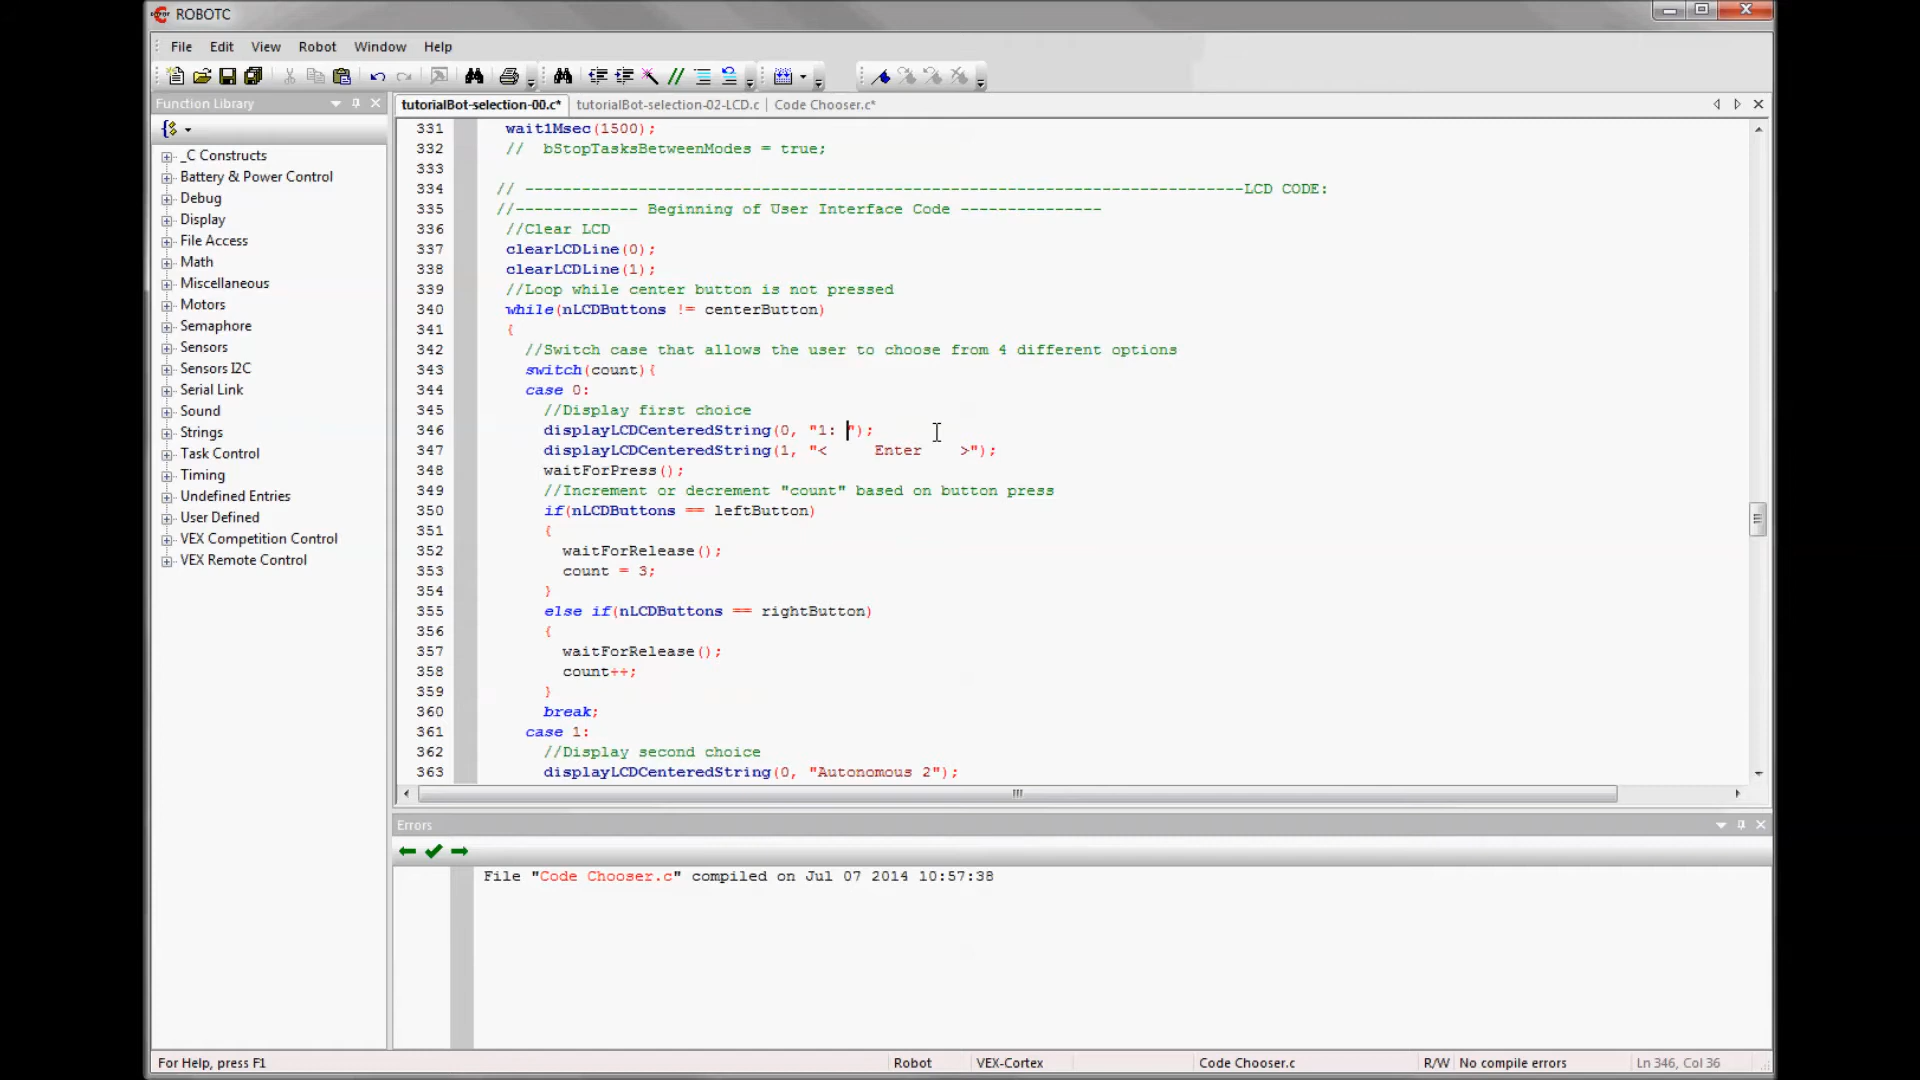 ROBOTC
File Edit View Robot Window Help
Function Library
tutorialBot-selection-00.c* tutorialBot-selection-02-LCD.c Code Chooser.c*
_C Constructs
Battery & Power Control
Debug
Display
File Access
Math
Miscellaneous
Motors
Semaphore
Sensors
Sensors I2C
Serial Link
Sound
Strings
Task Control
Timing
Undefined Entries
User Defined
VEX Competition Control
VEX Remote Control
331 wait1Msec(1500);
332 // bStopTasksBetweenModes = true;
333
334 // ----------------------------------------------------------------------------LCD CODE:
335 //------------- Beginning of User Interface Code ---------------
336 //Clear LCD
337 clearLCDLine(0);
338 clearLCDLine(1);
339 //Loop while center button is not pressed
340 while(nLCDButtons != centerButton)
341 {
342 //Switch case that allows the user to choose from 4 different options
343 switch(count){
344 case 0:
345 //Display first choice
346 displayLCDCenteredString(0, "1: ");
347 displayLCDCenteredString(1, "<     Enter    >");
348 waitForPress();
349 //Increment or decrement "count" based on button press
350 if(nLCDButtons == leftButton)
351 {
352 waitForRelease();
353 count = 3;
354 }
355 else if(nLCDButtons == rightButton)
356 {
357 waitForRelease();
358 count++;
359 }
360 break;
361 case 1:
362 //Display second choice
363 displayLCDCenteredString(0, "Autonomous 2");
Errors
File "Code Chooser.c" compiled on Jul 07 2014 10:57:38
For Help, press F1 Robot VEX-Cortex Code Chooser.c R/W No compile errors Ln 346, Col 36